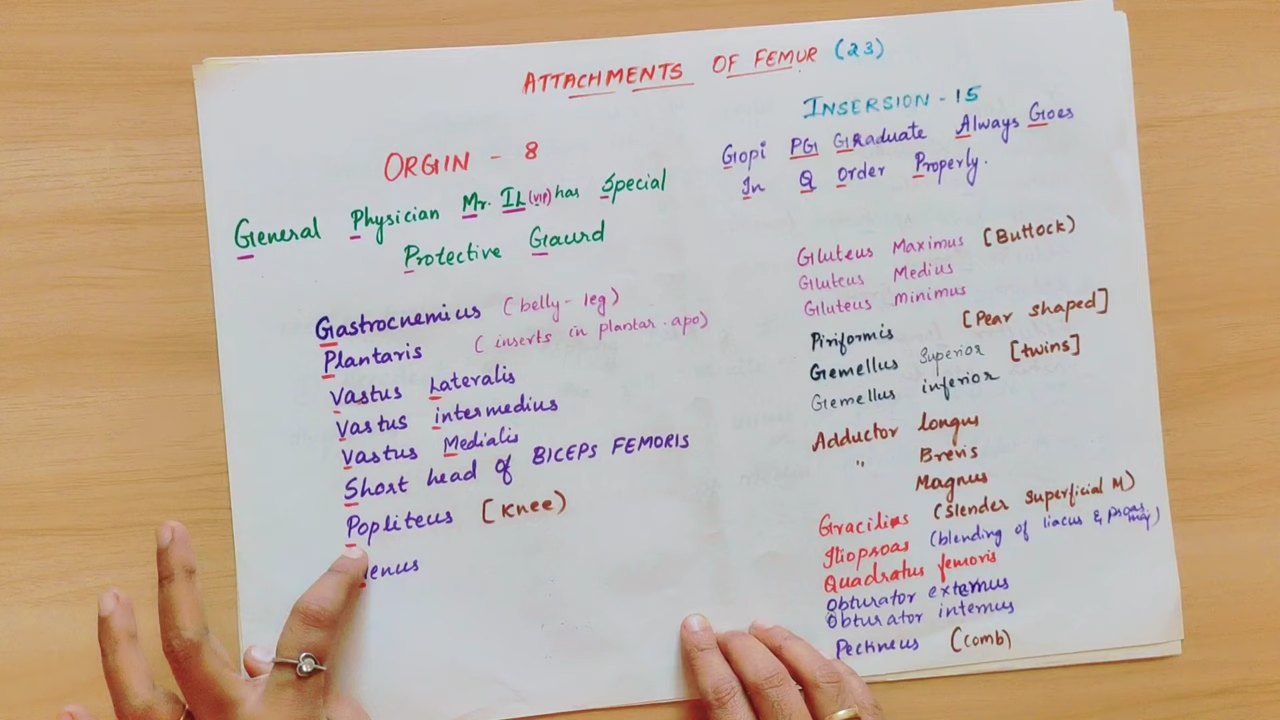 ATTACHMENTS OF FEMUR (23)
ORGIN - 8
General Physician Mr. IL (VIP) has Special
Protective Gaurd
Gastrocnemius (belly-leg)
Plantaris (inserts in plantar. apo)
Vastus Lateralis
Vastus intermedius
Vastus Medialis
Short head of BICEPS FEMORIS
Popliteus [knee)
enus
INSERSION - 15
Gopi PG GRaduate Always Goes
In Q Order Properly.
Gluteus Maximus [Buttock)
Gluteus Medius
Gluteus minimus
Piriformis [Pear shaped]
Gemellus Superior [twins]
Gemellus inferior
Adductor longus
" Brevis
Magnus
Gracilias (Slender superficial M)
Iliopsoas (blending of liacus & psoas maj)
Quadratus femoris
Obturator externus
Obturator internus
Pectineus (comb)